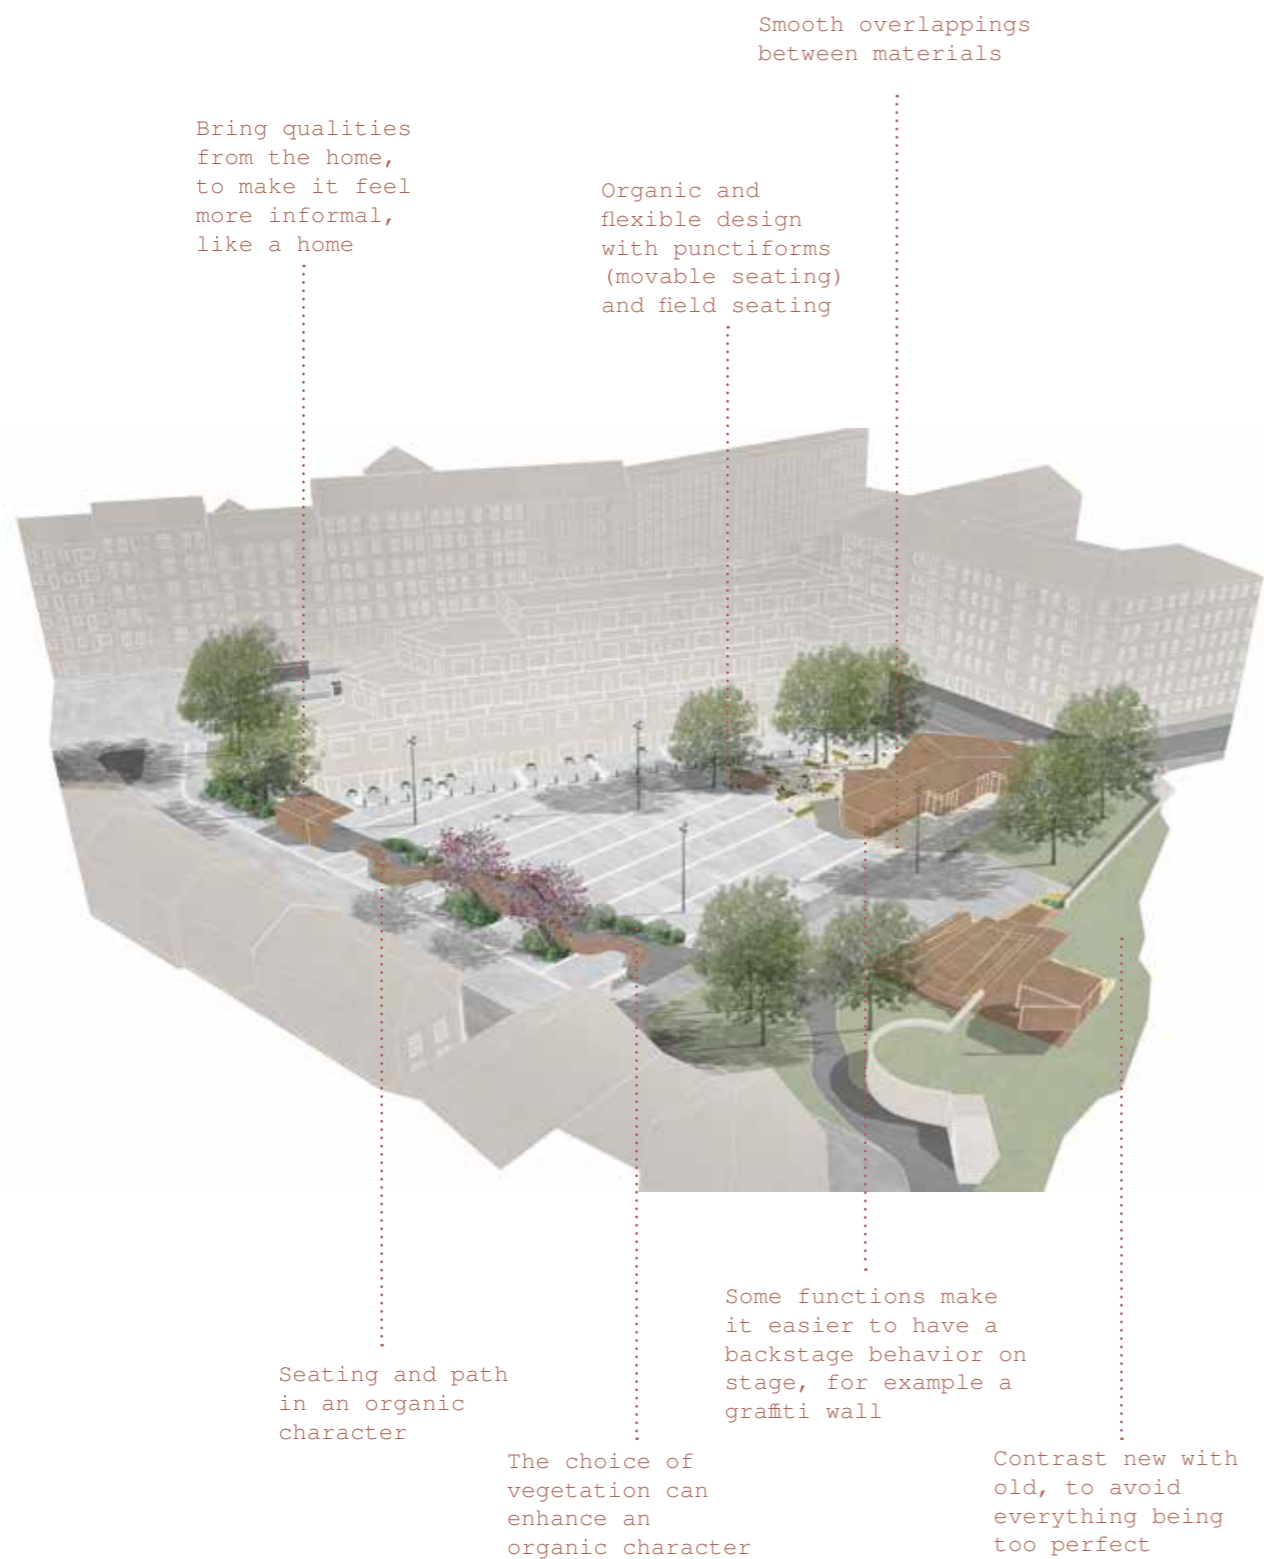 Smooth overlappings
between materials
Bring qualities
from the home,
to make it feel
more informal,
like a home
Organic and
flexible design
with punctiforms
(movable seating)
and field seating
Some functions make
it easier to have a
backstage behavior on
stage, for example a
graffiti wall
Seating and path
in an organic
character
The choice of
vegetation can
enhance an
organic character
Contrast new with
old, to avoid
everything being
too perfect